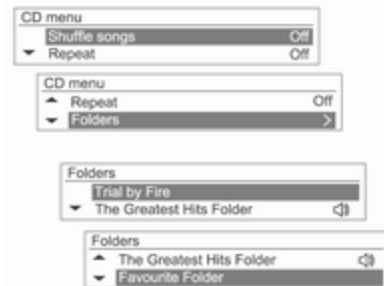 CD menu
Shuffle songs Off
Repeat Off
CD menu
Repeat Off
Folders >
Folders
Trial by Fire
The Greatest Hits Folder
Folders
The Greatest Hits Folder
Favourite Folder